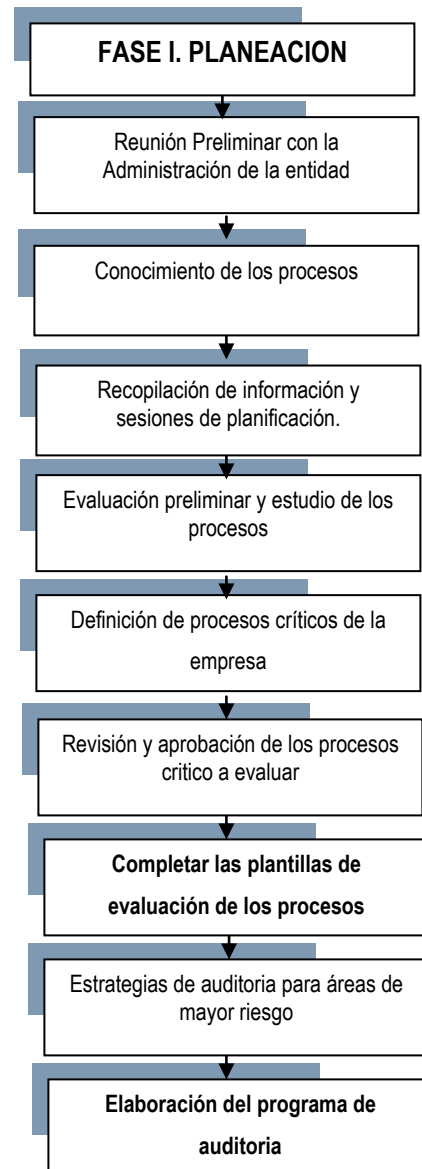 FASE I. PLANEACION
Reunión Preliminar con la
Administración de la entidad
Conocimiento de los procesos
Recopilación de información y
sesiones de planificación.
Evaluación preliminar y estudio de los
procesos
Definición de procesos críticos de la
empresa
Revisión y aprobación de los procesos
critico a evaluar
Completar las plantillas de
evaluación de los procesos
Estrategias de auditoria para áreas de
mayor riesgo
Elaboración del programa de
auditoria